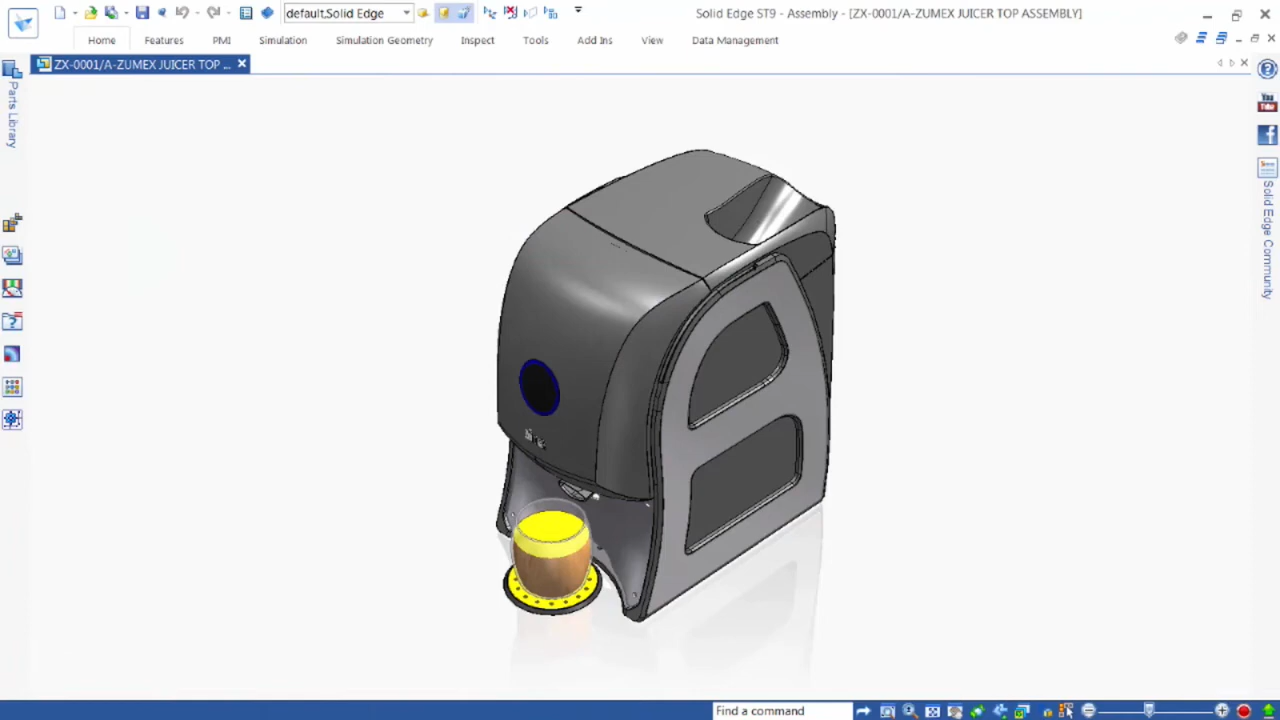 default,Solid Edge
Solid Edge ST9 - Assembly - [ZX-0001/A-ZUMEX JUICER TOP ASSEMBLY]
Home
Features
PMI
Simulation
Simulation Geometry
Inspect
Tools
Add Ins
View
Data Management
ZX-0001/A-ZUMEX JUICER TOP ...
Parts Library
You
Tube
Solid Edge Community
Find a command